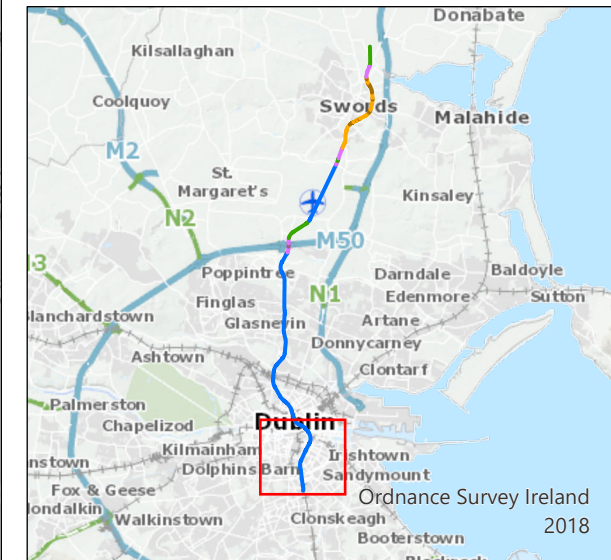 Donabate
Kilsallaghan
Coolquoy
Swords
Malahide
M2
St.
Margaret's
Kinsaley
N2
M50
Poppintree
Darndale
Baldoyle
N1
Edenmore
Sutton
Finglas
Artane
Blanchardstown
Glasnevin
Donnycarney
Ashtown
Clontarf
Palmerston
Chapelizod
Dublin
Kilmainham
Irishtown
Dolphins Barn
Sandymount
Fox & Geese
Ordnance Survey Ireland
Walkinstown
Clonskeagh
2018
Booterstown